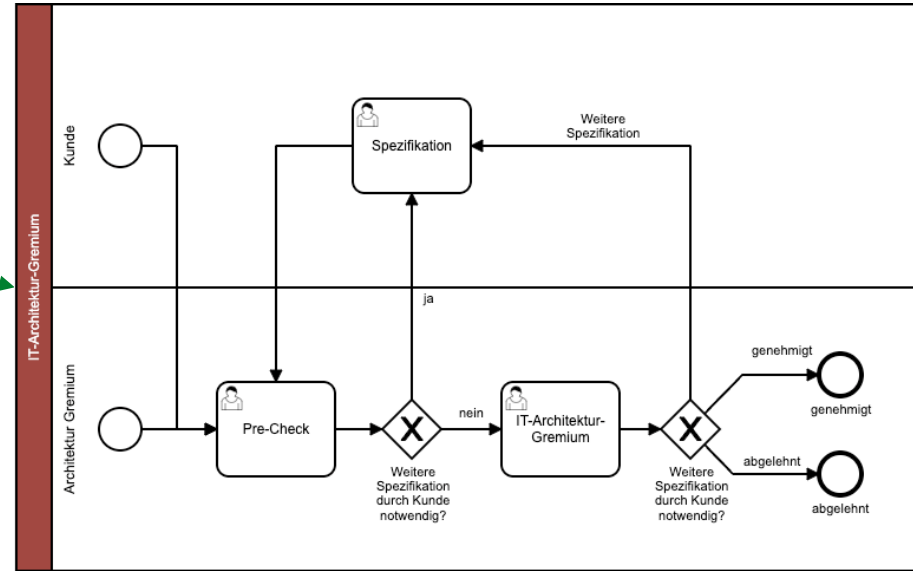 IT-Architektur-Gremium
Kunde
Spezifikation
Weitere
Spezifikation
ja
Architektur Gremium
Pre-Check
nein
Weitere
Spezifikation
durch Kunde
notwendig?
IT-Architektur-
Gremium
Weitere
Spezifikation
durch Kunde
notwendig?
genehmigt
genehmigt
abgelehnt
abgelehnt